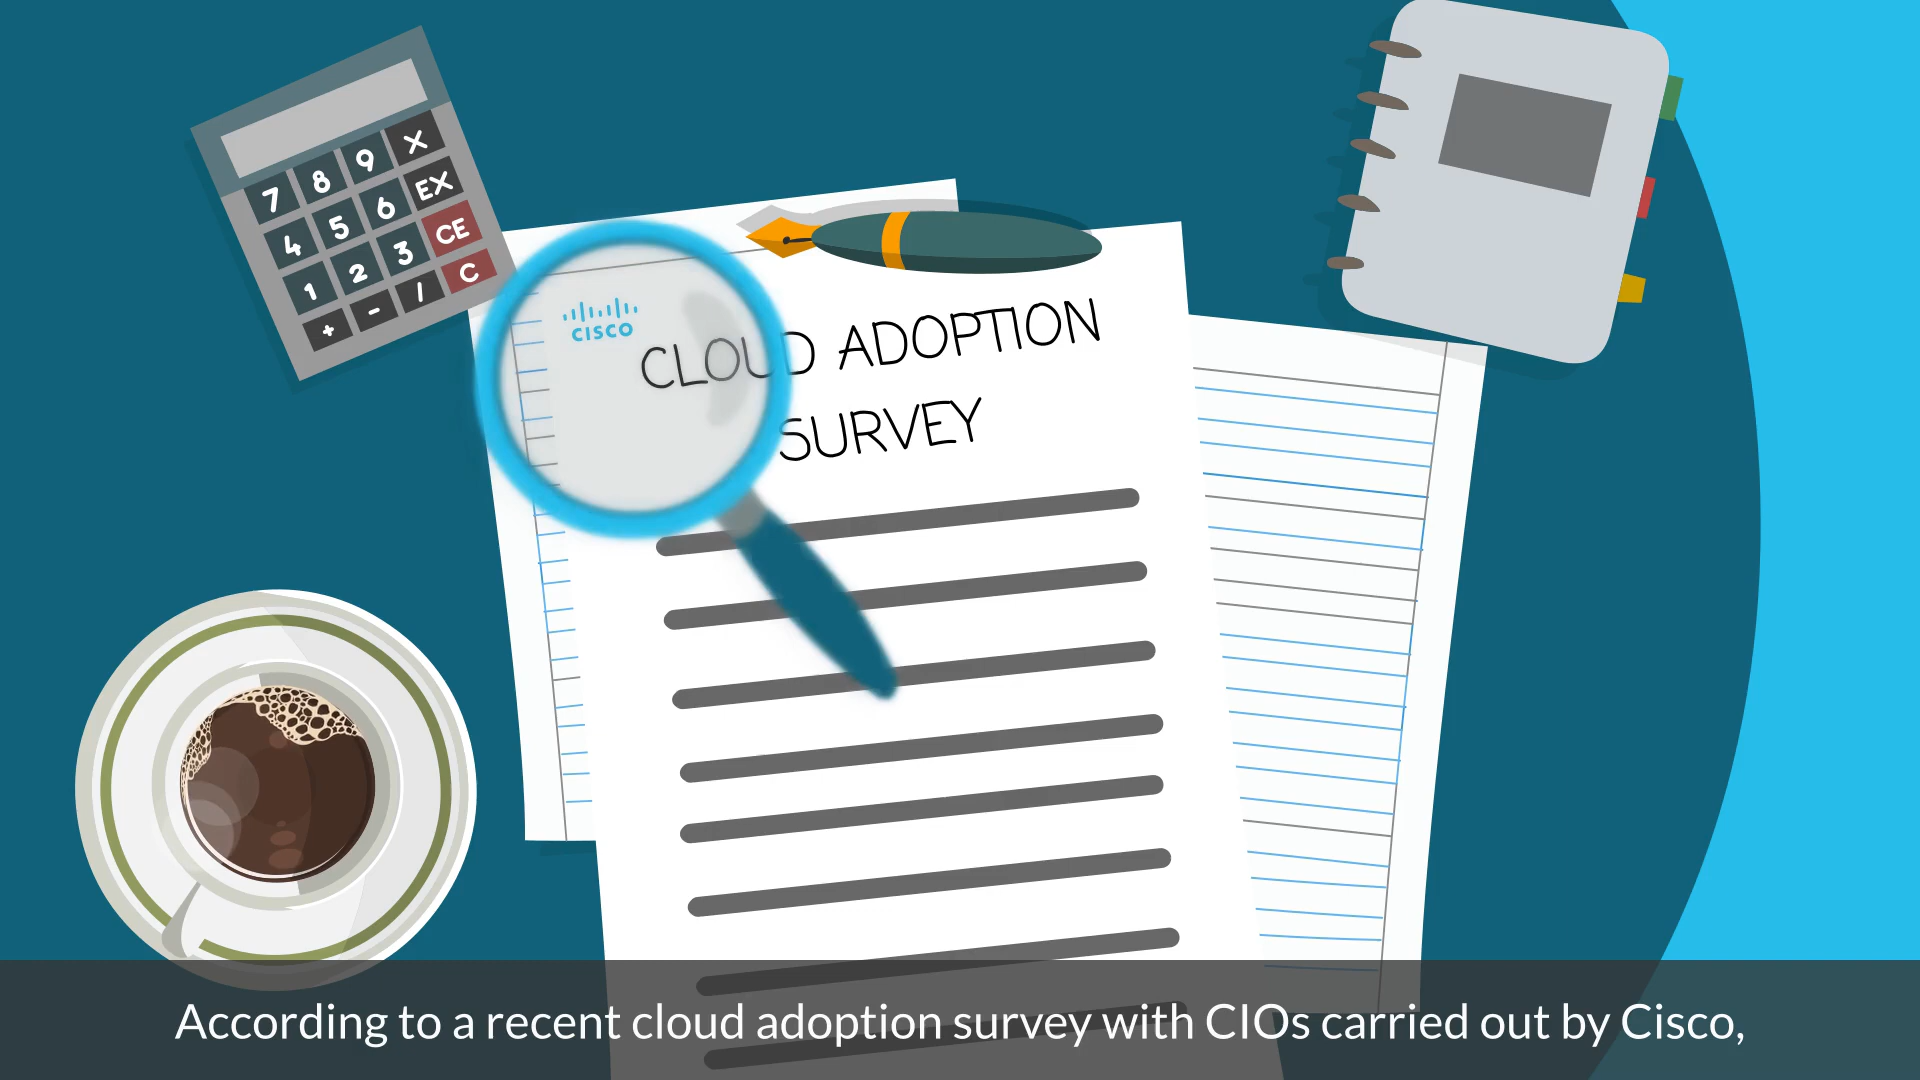 7 8 9 X
4 5 6 EX
1 2 3 CE
+ - / C
CISCO
CLOUD ADOPTION
SURVEY
According to a recent cloud adoption survey with CIOs carried out by Cisco,